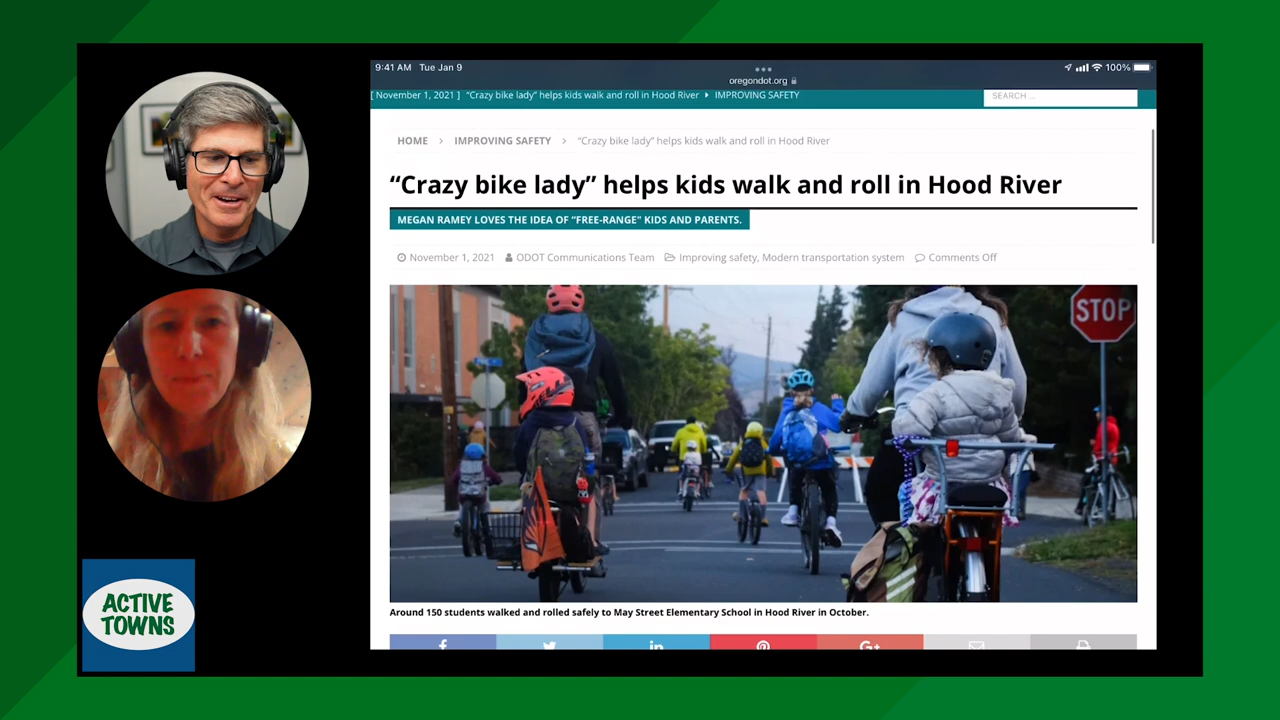 9:41 AM Tue Jan 9
100%
oregondot.org
[ November 1, 2021 ] “Crazy bike lady” helps kids walk and roll in Hood River IMPROVING SAFETY
SEARCH ...
HOME > IMPROVING SAFETY > “Crazy bike lady” helps kids walk and roll in Hood River
“Crazy bike lady” helps kids walk and roll in Hood River
MEGAN RAMEY LOVES THE IDEA OF “FREE-RANGE” KIDS AND PARENTS.
November 1, 2021 ODOT Communications Team Improving safety, Modern transportation system Comments Off
STOP
Around 150 students walked and rolled safely to May Street Elementary School in Hood River in October.
f in G+
ACTIVE
TOWNS